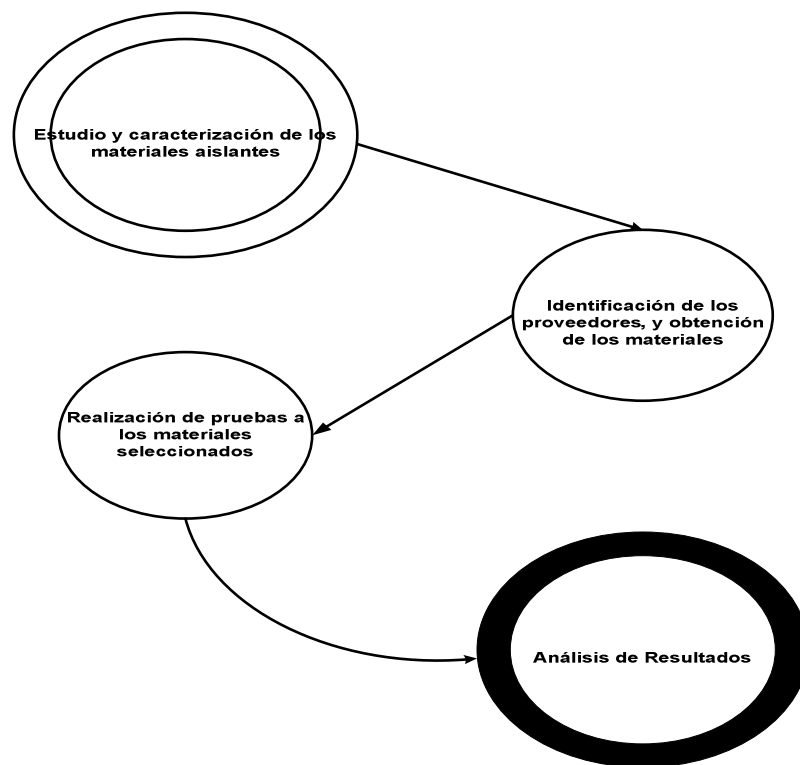 Estudio y caracterización de los
materiales aislantes
Identificación de los
proveedores, y obtención
de los materiales
Realización de pruebas a
los materiales
seleccionados
Análisis de Resultados